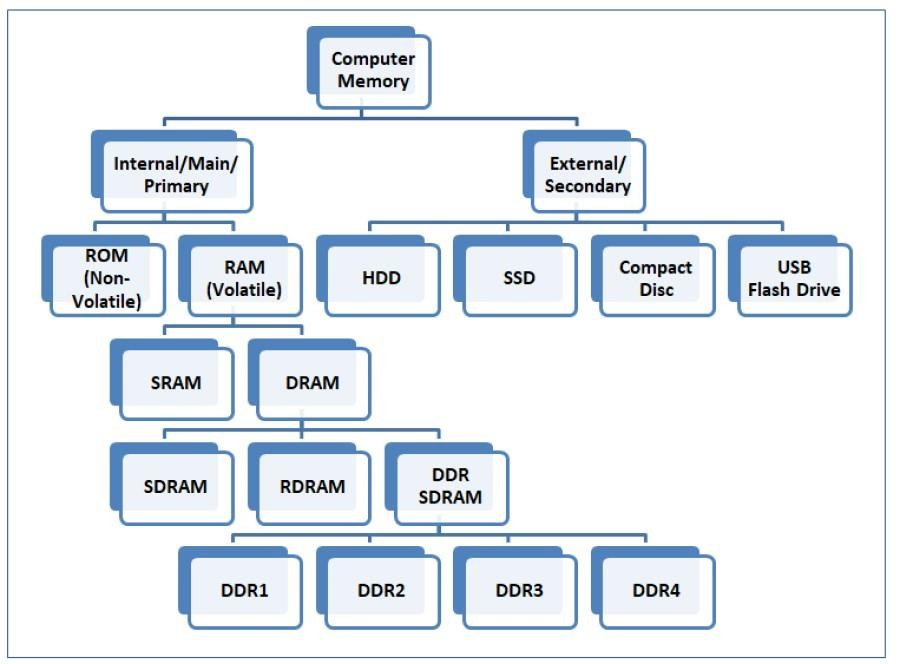 Computer
Memory
Internal/Main/
Primary
External/
Secondary
ROM
(Non-
Volatile)
RAM
(Volatile)
HDD
SSD
Compact
Disc
USB
Flash Drive
SRAM
DRAM
SDRAM
RDRAM
DDR
SDRAM
DDR1
DDR2
DDR3
DDR4